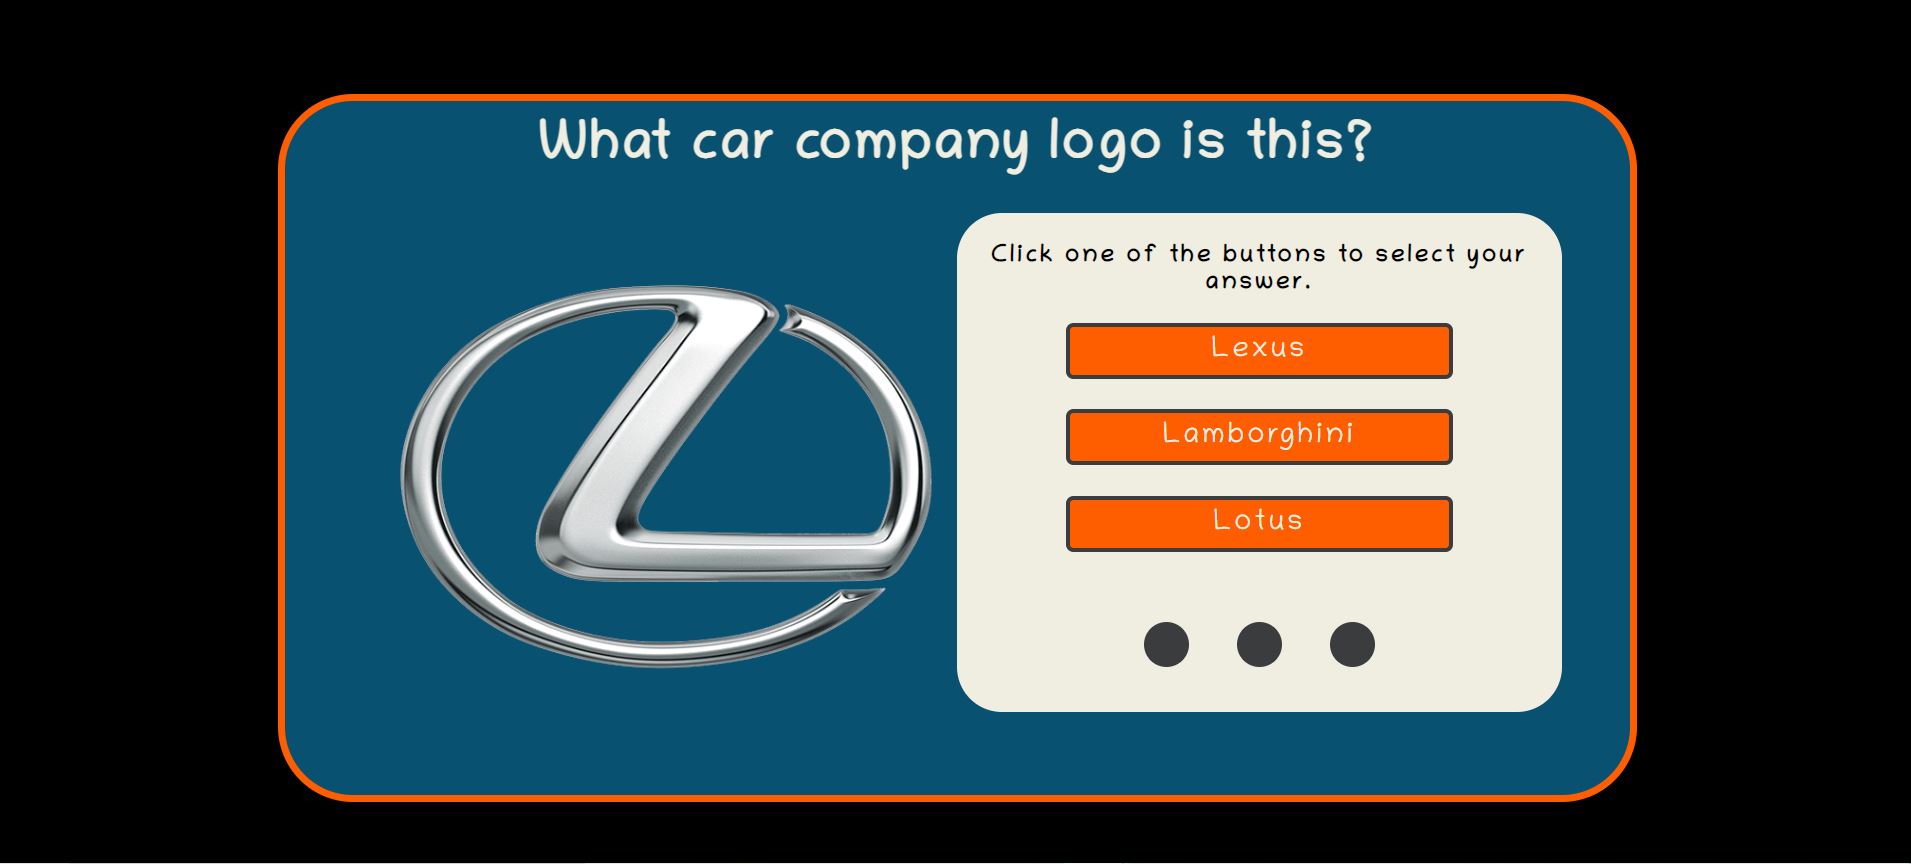 What car company logo is this?
Click one of the buttons to select your
answer.
Lexus
Lamborghini
Lotus